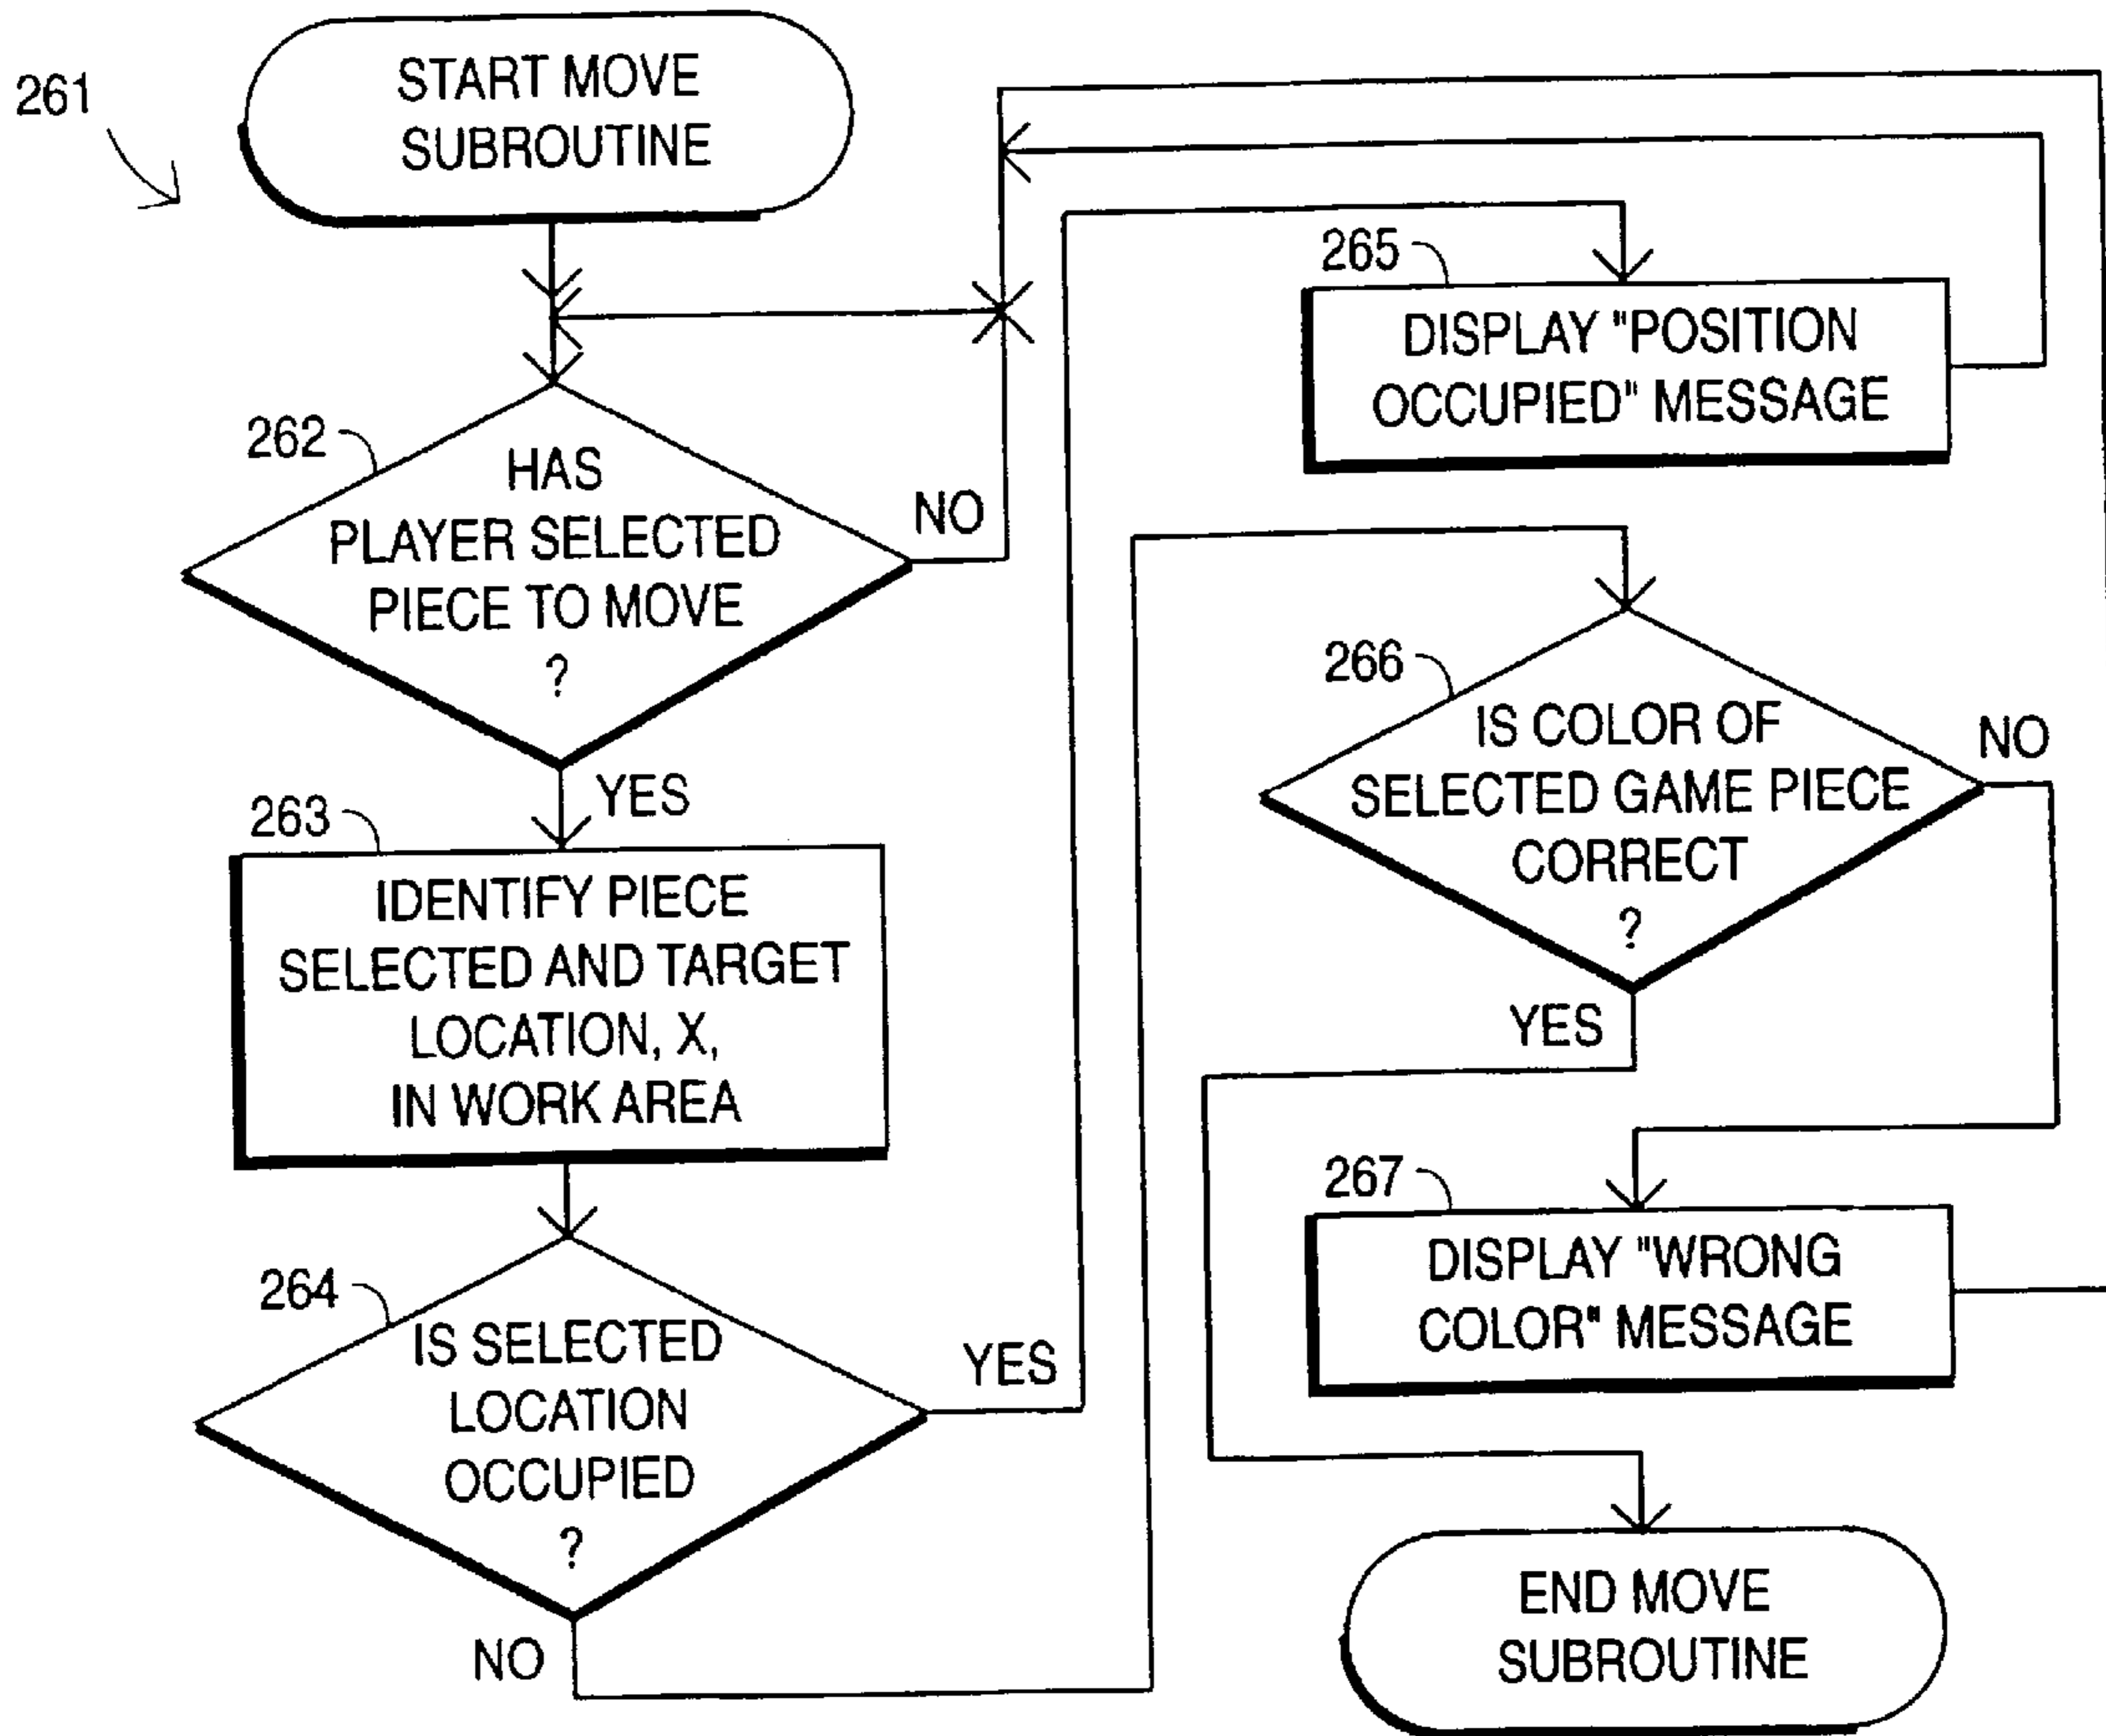 261
START MOVE
SUBROUTINE
262
HAS
PLAYER SELECTED
PIECE TO MOVE
?
NO
YES
263
IDENTIFY PIECE
SELECTED AND TARGET
LOCATION, X,
IN WORK AREA
264
IS SELECTED
LOCATION
OCCUPIED
?
YES
NO
265
DISPLAY "POSITION
OCCUPIED" MESSAGE
266
IS COLOR OF
SELECTED GAME PIECE
CORRECT
?
NO
YES
267
DISPLAY "WRONG
COLOR" MESSAGE
END MOVE
SUBROUTINE